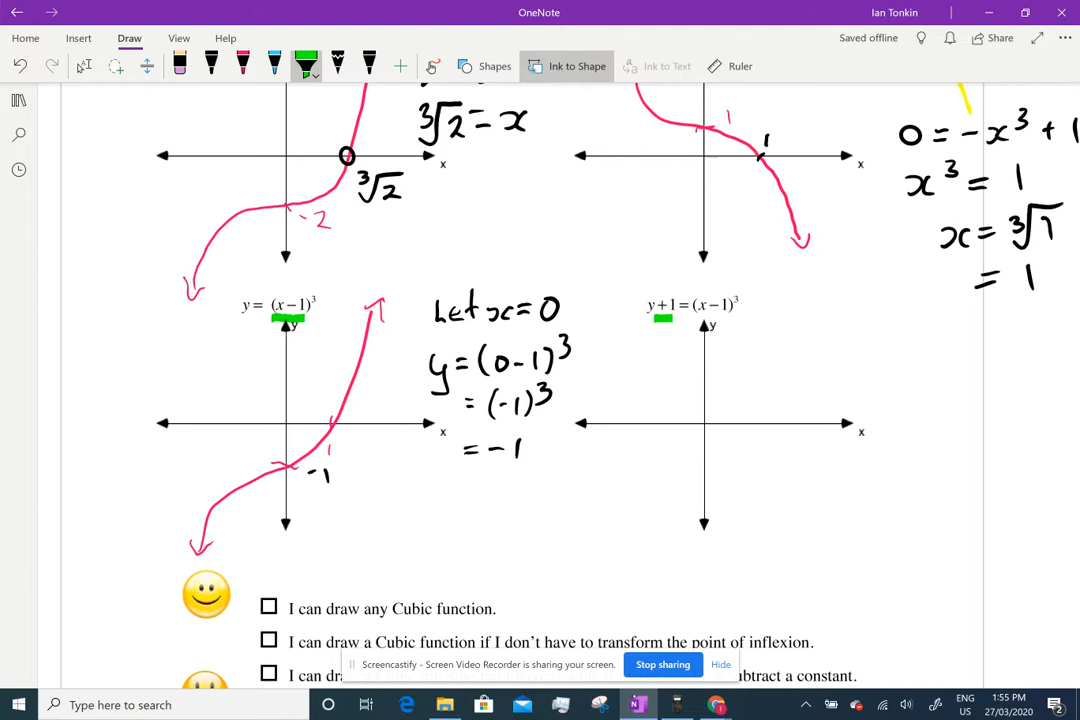 OneNote
Ian Tonkin
Home Insert Draw View Help
Saved offline
Share
Shapes
Ink to Shape
Ink to Text
Ruler
∛2 = x
x
∛2
-2
1
1
x
0 = -x³ + 1
x³ = 1
x = ∛1
= 1
y = (x−1)³
y
x
1
-1
Let x = 0
y = (0-1)³
= (-1)³
= -1
y+1 = (x−1)³
y
x
I can draw any Cubic function.
I can draw a Cubic function if I don't have to transform the point of inflexion.
Screencastify - Screen Video Recorder is sharing your screen.
Stop sharing
Hide
I can
btract a constant.
Type here to search
ENG
US
1:55 PM
27/03/2020
2